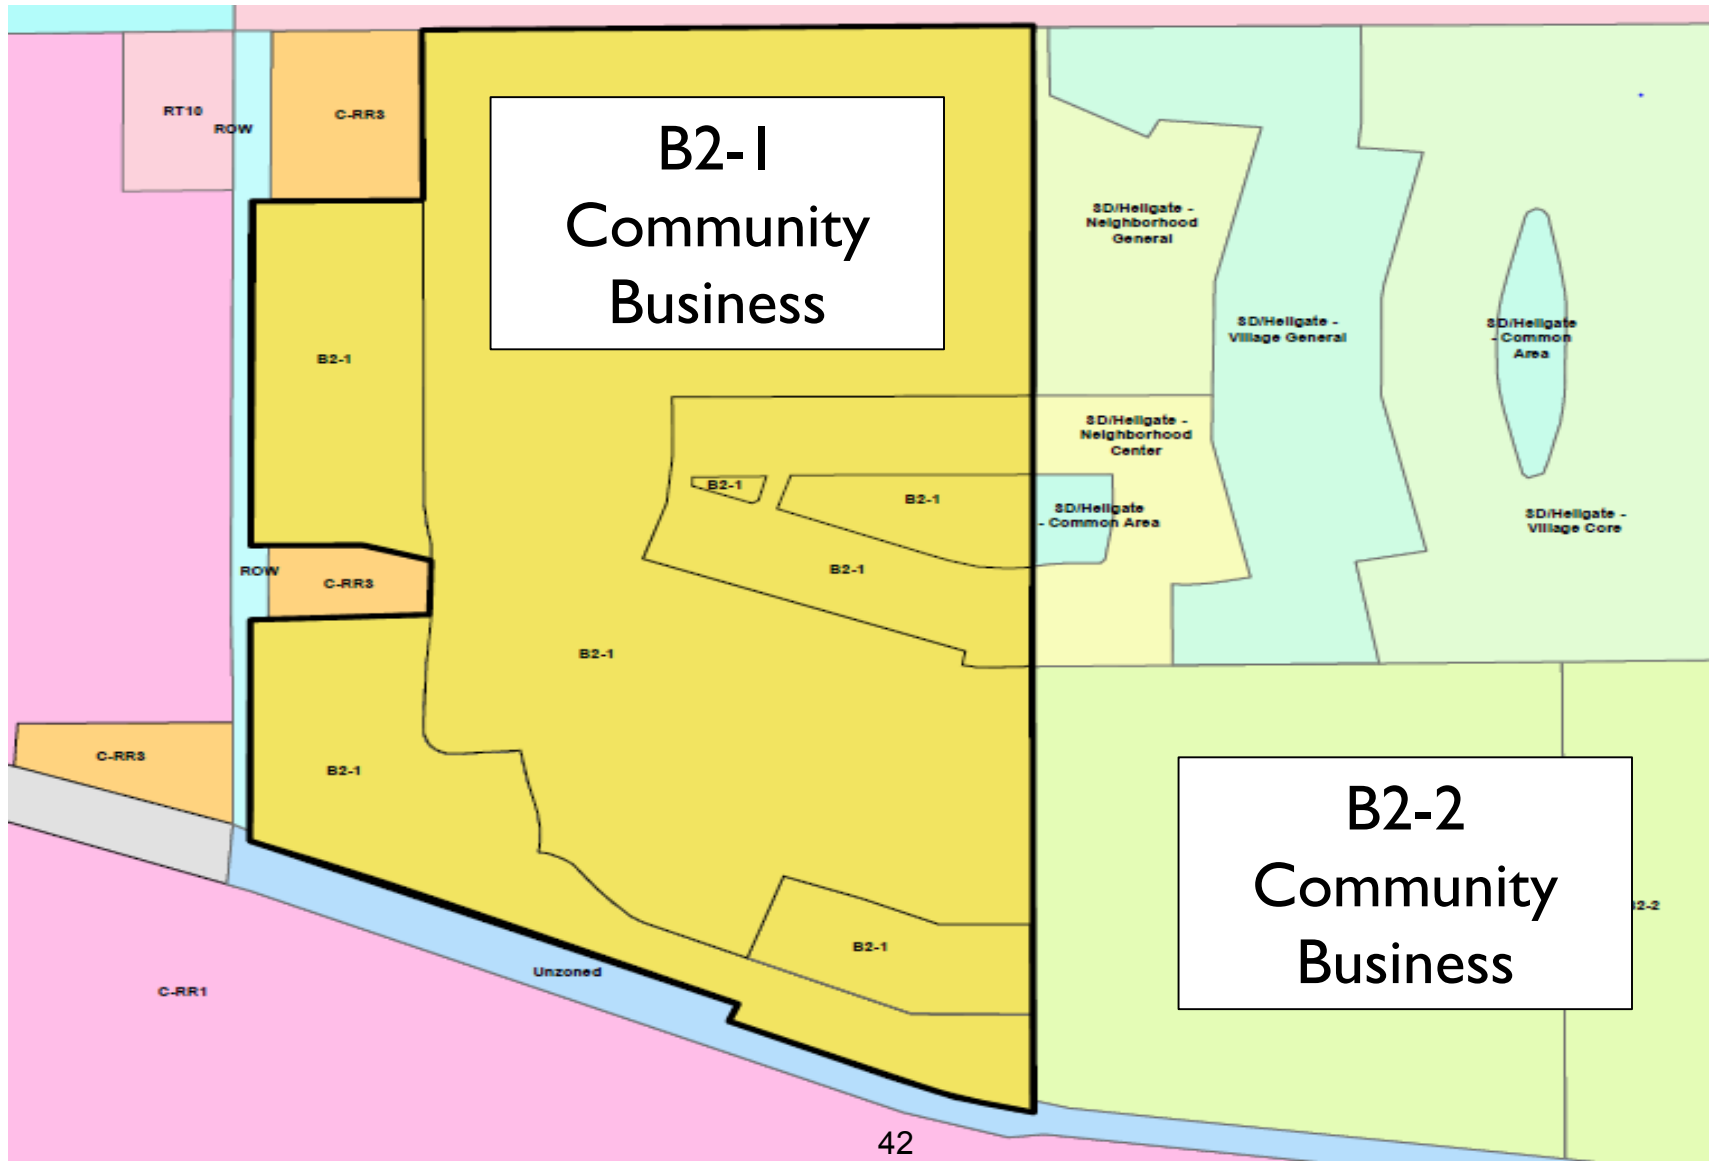 RT10
ROW
C-RR3
B2-1
Community
Business
SD/Hellgate -
Neighborhood
General
SD/Hellgate -
Village General
SD/Hellgate
- Common
Area
B2-1
SD/Hellgate -
Neighborhood
Center
B2-1
B2-1
SD/Hellgate
- Common Area
SD/Hellgate -
Village Core
ROW
C-RR3
B2-1
B2-1
C-RR3
B2-1
B2-2
Community
Business
B2-2
B2-1
Unzoned
C-RR1
42